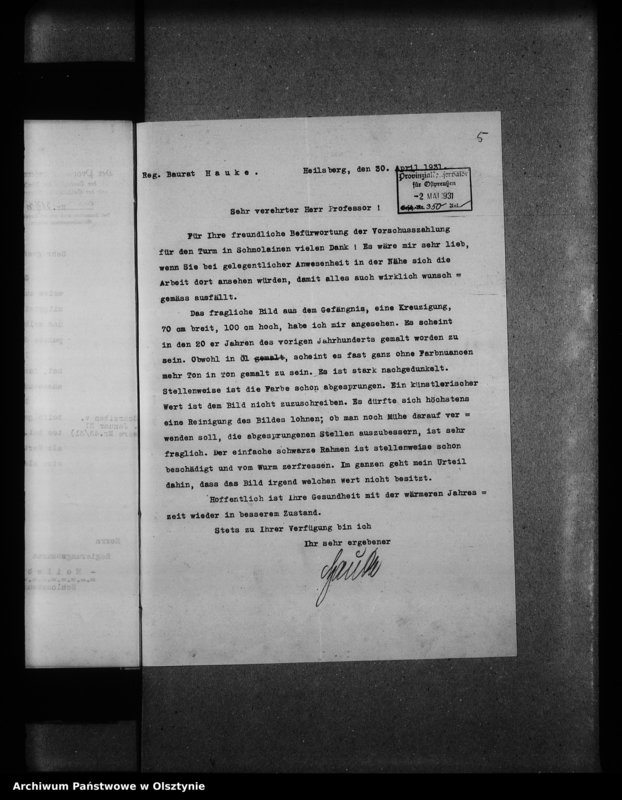 5
Reg. Baurat H a u k e .
Heilsberg, den 30. April 1931.
Provinzialkonservator
für Ostpreußen
-2 MAI 1931
350
Sehr verehrter Herr Professor !
Für Ihre freundliche Befürwortung der Vorschusszahlung
für den Turm in Schmolainen vielen Dank ! Es wäre mir sehr lieb,
wenn Sie bei gelegentlicher Anwesenheit in der Nähe sich die
Arbeit dort ansehen würden, damit alles auch wirklich wunsch =
gemäss ausfällt.
Das fragliche Bild aus dem Gefängnis, eine Kreuzigung,
70 cm breit, 100 cm hoch, habe ich mir angesehen. Es scheint
in den 20 er Jahren des vorigen Jahrhunderts gemalt worden zu
sein. Obwohl in Öl gemalt, scheint es fast ganz ohne Farbnuancen
mehr Ton in Ton gemalt zu sein. Es ist stark nachgedunkelt.
Stellenweise ist die Farbe schon abgesprungen. Ein künstlerischer
Wert ist dem Bild nicht zuzuschreiben. Es dürfte sich höchstens
eine Reinigung des Bildes lohnen; ob man noch Mühe darauf ver =
wenden soll, die abgesprungenen Stellen auszubessern, ist sehr
fraglich. Der einfache schwarze Rahmen ist stellenweise schon
beschädigt und vom Wurm zerfressen. Im ganzen geht mein Urteil
dahin, dass das Bild irgend welchen Wert nicht besitzt.
Hoffentlich ist Ihre Gesundheit mit der wärmeren Jahres =
zeit wieder in besserem Zustand.
Stets zu Ihrer Verfügung bin ich
Ihr sehr ergebener
Hauke
Archiwum Państwowe w Olsztynie